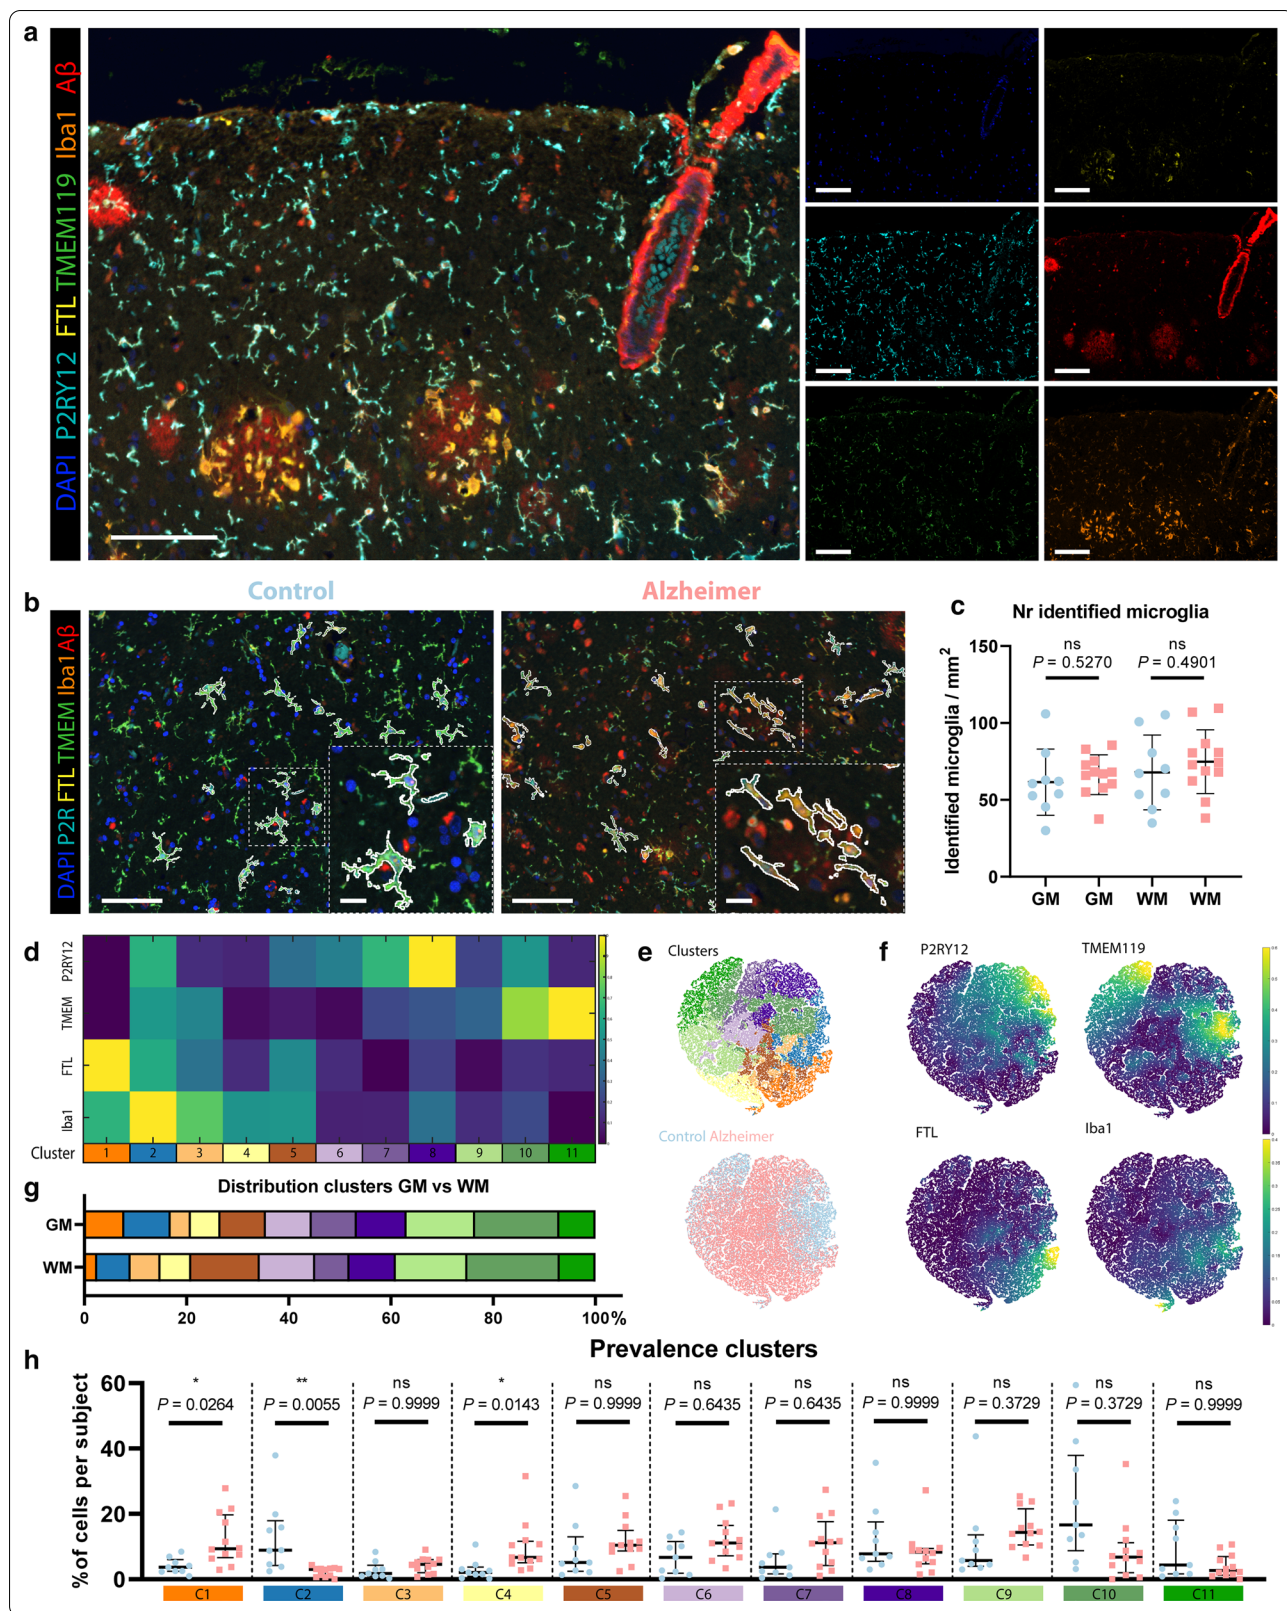 a
DAPI P2RY12 FTL TMEM119 Iba1 Aβ
b
Control
Alzheimer
DAPI P2R FTL TMEM Iba1 Aβ
c
Nr identified microglia
ns
ns
P = 0.5270
P = 0.4901
Identified microglia / mm²
150
100
50
0
GM GM WM WM
d
P2RY12
TMEM
FTL
Iba1
Cluster 1 2 3 4 5 6 7 8 9 10 11
e
Clusters
Control Alzheimer
f
P2RY12
TMEM119
FTL
Iba1
g
Distribution clusters GM vs WM
GM
WM
0 20 40 60 80 100%
h
Prevalence clusters
* ** ns * ns ns ns ns ns ns ns
P = 0.0264 P = 0.0055 P = 0.9999 P = 0.0143 P = 0.9999 P = 0.6435 P = 0.6435 P = 0.9999 P = 0.3729 P = 0.3729 P = 0.9999
% of cells per subject
60
40
20
0
C1 C2 C3 C4 C5 C6 C7 C8 C9 C10 C11